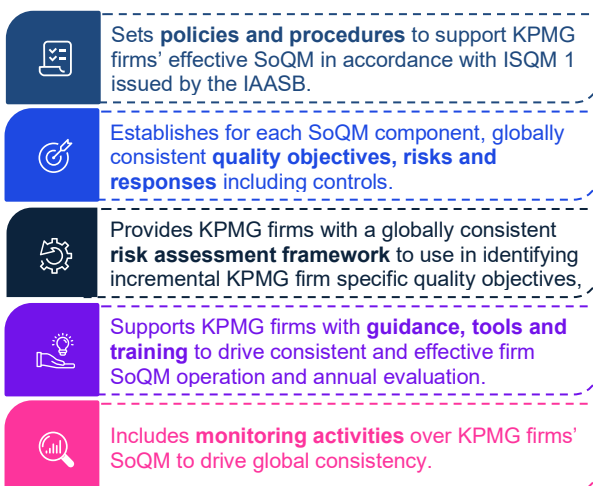 Sets policies and procedures to support KPMG
firms' effective SoQM in accordance with ISQM 1
issued by the IAASB.
Establishes for each SoQM component, globally
consistent quality objectives, risks and
responses including controls.
Provides KPMG firms with a globally consistent
risk assessment framework to use in identifying
incremental KPMG firm specific quality objectives,
Supports KPMG firms with guidance, tools and
training to drive consistent and effective firm
SoQM operation and annual evaluation.
Includes monitoring activities over KPMG firms'
SoQM to drive global consistency.